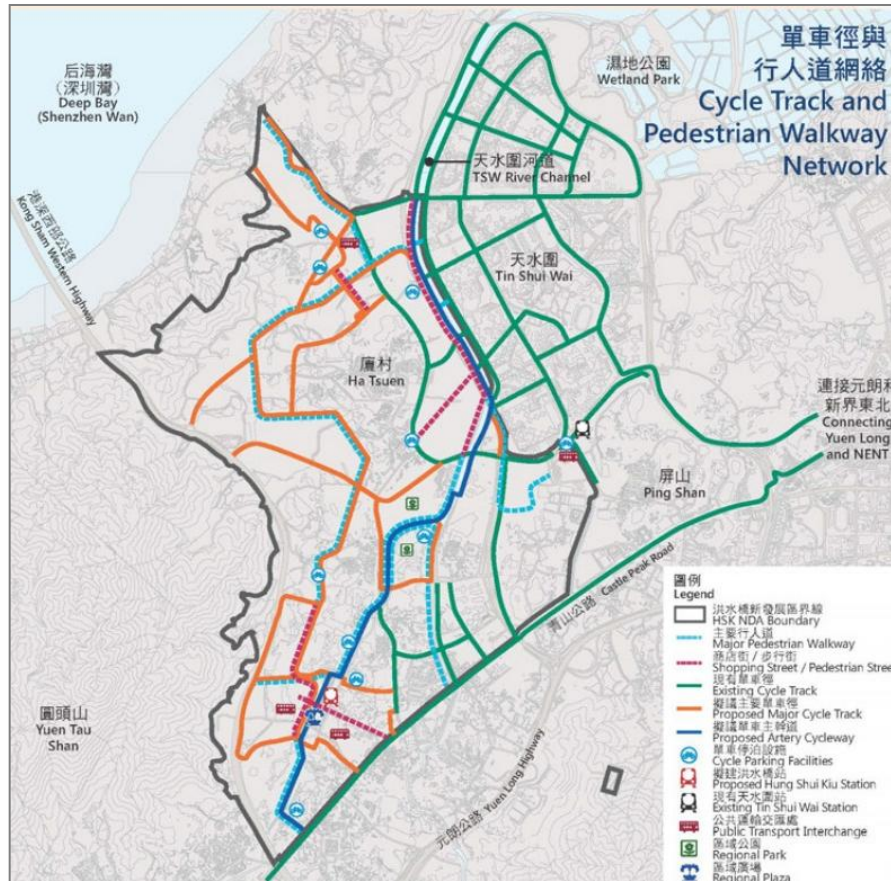 單車徑與
行人道網絡
Cycle Track and
Pedestrian Walkway
Network
后海灣
(深圳灣)
Deep Bay
(Shenzhen Wan)
濕地公園
Wetland Park
天水圍河道
TSW River Channel
港深西部公路
Kong Sham Western Highway
天水圍
Tin Shui Wai
廈村
Ha Tsuen
連接元朗和
新界東北
Connecting
Yuen Long
and NENT
屏山
Ping Shan
青山公路 Castle Peak Road
圓頭山
Yuen Tau
Shan
元朗公路 Yuen Long Highway
圖例
Legend
洪水橋新發展區界線
HSK NDA Boundary
主要行人道
Major Pedestrian Walkway
商店街 / 步行街
Shopping Street / Pedestrian Street
現有單車徑
Existing Cycle Track
擬議主要單車徑
Proposed Major Cycle Track
擬議單車主幹道
Proposed Artery Cycleway
單車停泊設施
Cycle Parking Facilities
擬建洪水橋站
Proposed Hung Shui Kiu Station
現有天水圍站
Existing Tin Shui Wai Station
公共運輸交匯處
Public Transport Interchange
區域公園
Regional Park
區域廣場
Regional Plaza